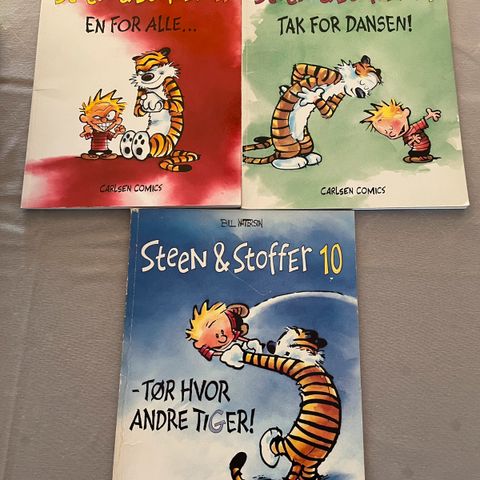 EN FOR ALLE...
CARLSEN COMICS
TAK FOR DANSEN!
CARLSEN COMICS
BILL WATTERSON
STEEN & STOFFER 10
-TØR HVOR
ANDRE TIGER!